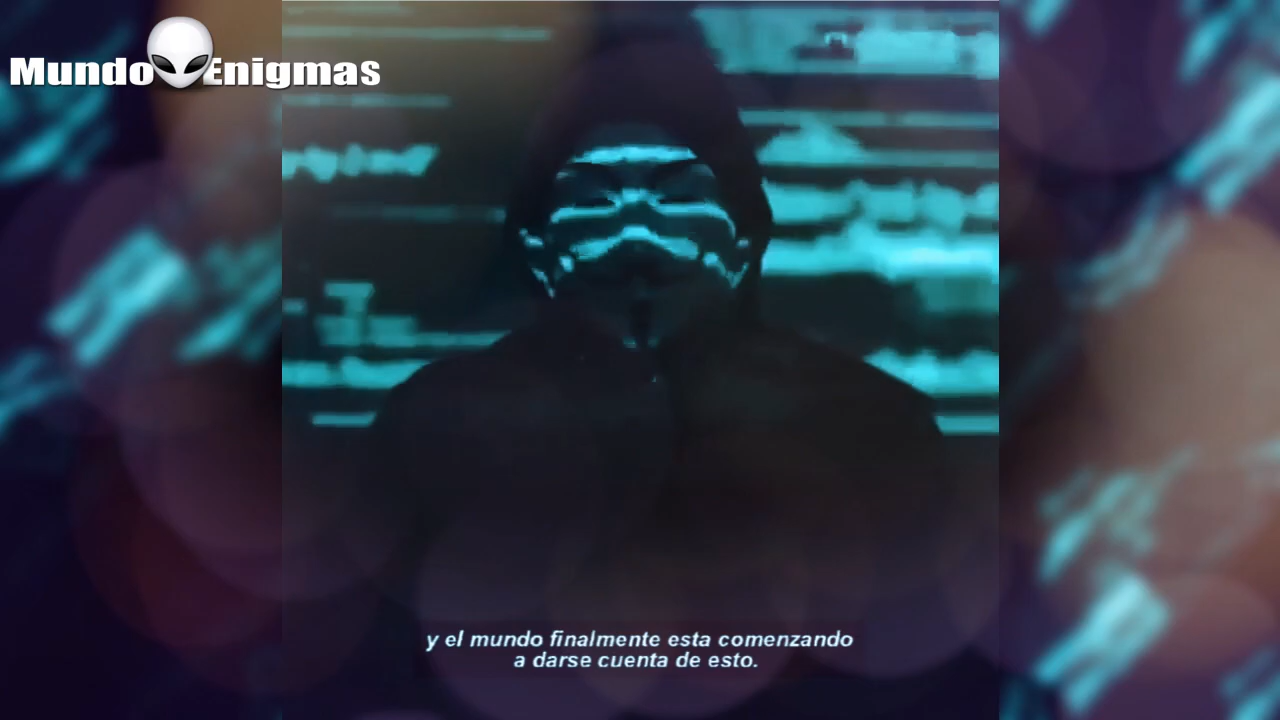 Mundo Enigmas
y el mundo finalmente esta comenzando
a darse cuenta de esto.